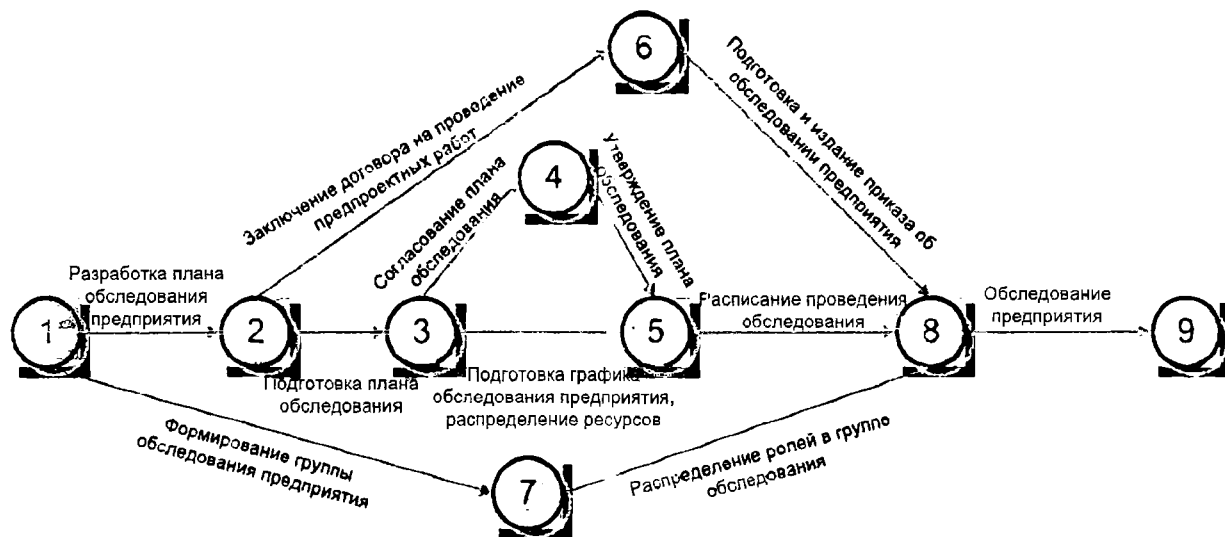 6
Заключение договора на проведение
предпроектных работ
Подготовка и издание приказа об
обследовании предприятия
4
Согласование плана
обследования
Утверждение плана
обследования
Разработка плана
обследования
предприятия
1
2
3
5
Расписание проведения
обследования
8
Обследование
предприятия
9
Подготовка плана
обследования
Подготовка графика
обследования предприятия,
распределение ресурсов
Формирование группы
обследования предприятия
7
Распределение ролей в группе
обследования